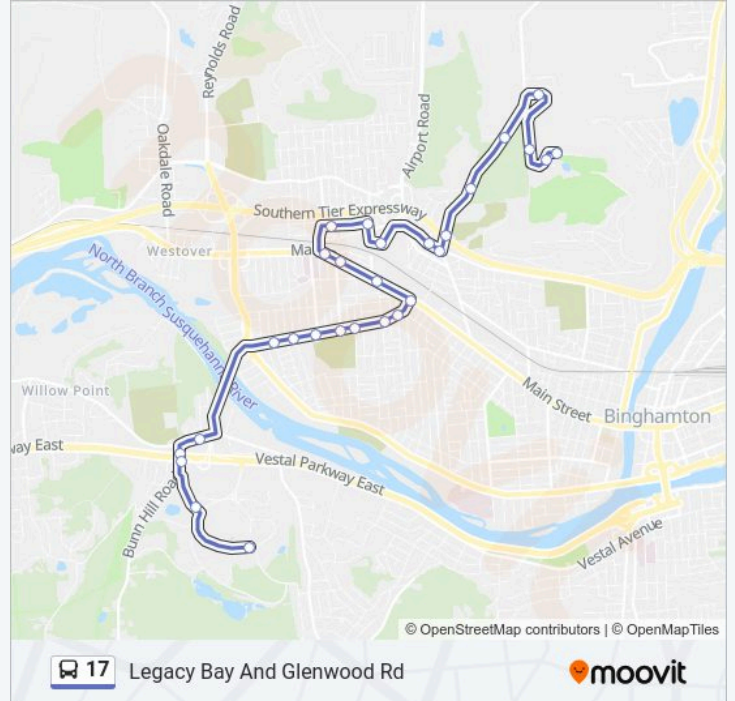 Reynolds Road
Oakdale Road
Airport Road
Southern Tier Expressway
Westover
Ma
North Branch Susquehanna River
Willow Point
Main Street
Binghamton
way East
Vestal Parkway East
Bunn Hill Road
Vestal Avenue
© OpenStreetMap contributors | © OpenMapTiles
17 Legacy Bay And Glenwood Rd
moovit